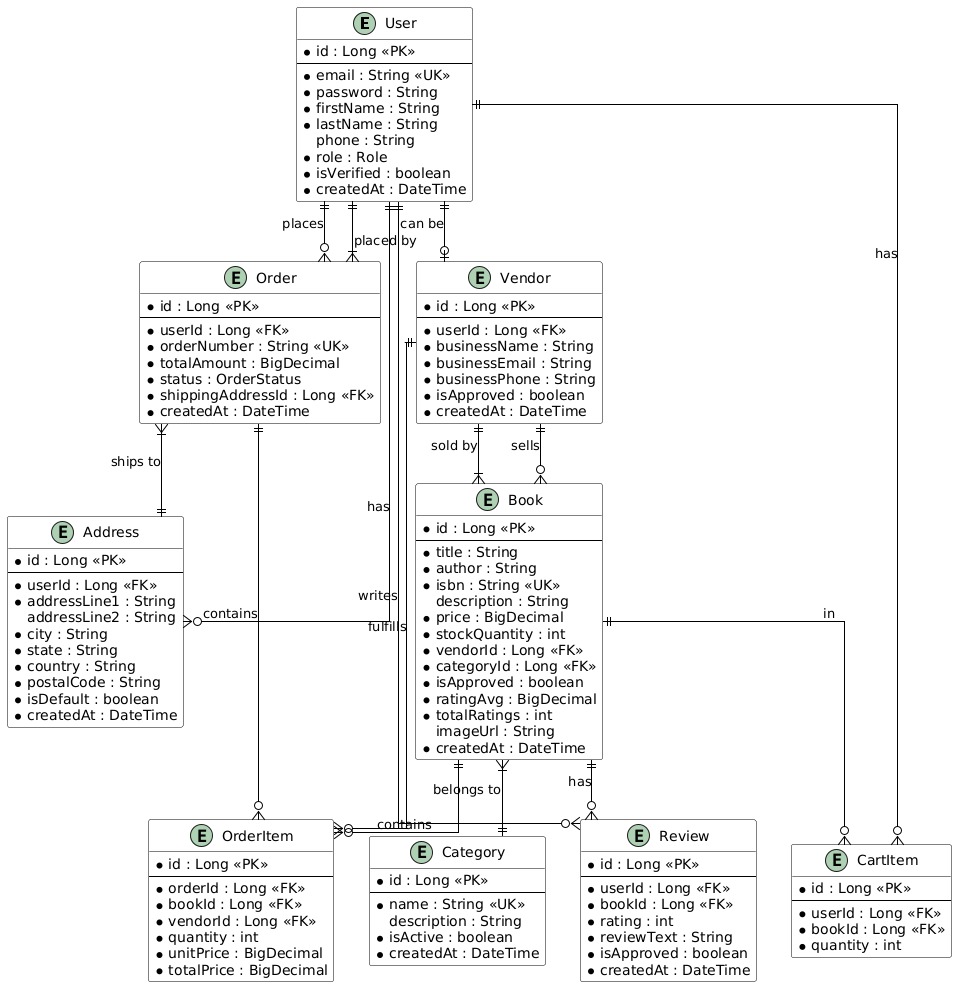 E User
id : Long «PK»
email : String «UK»
password : String
firstName : String
lastName : String
phone : String
role : Role
isVerified : boolean
createdAt : DateTime
places
placed by
can be
has
E Order
id : Long «PK»
userId : Long «FK»
orderNumber : String «UK»
totalAmount : BigDecimal
status : OrderStatus
shippingAddressId : Long «FK»
createdAt : DateTime
E Vendor
id : Long «PK»
userId : Long «FK»
businessName : String
businessEmail : String
businessPhone : String
isApproved : boolean
createdAt : DateTime
ships to
sold by
sells
has
writes
fulfills
contains
in
E Address
id : Long «PK»
userId : Long «FK»
addressLine1 : String
addressLine2 : String
city : String
state : String
country : String
postalCode : String
isDefault : boolean
createdAt : DateTime
E Book
id : Long «PK»
title : String
author : String
isbn : String «UK»
description : String
price : BigDecimal
stockQuantity : int
vendorId : Long «FK»
categoryId : Long «FK»
isApproved : boolean
ratingAvg : BigDecimal
totalRatings : int
imageUrl : String
createdAt : DateTime
belongs to
has
contains
E OrderItem
id : Long «PK»
orderId : Long «FK»
bookId : Long «FK»
vendorId : Long «FK»
quantity : int
unitPrice : BigDecimal
totalPrice : BigDecimal
E Category
id : Long «PK»
name : String «UK»
description : String
isActive : boolean
createdAt : DateTime
E Review
id : Long «PK»
userId : Long «FK»
bookId : Long «FK»
rating : int
reviewText : String
isApproved : boolean
createdAt : DateTime
E CartItem
id : Long «PK»
userId : Long «FK»
bookId : Long «FK»
quantity : int